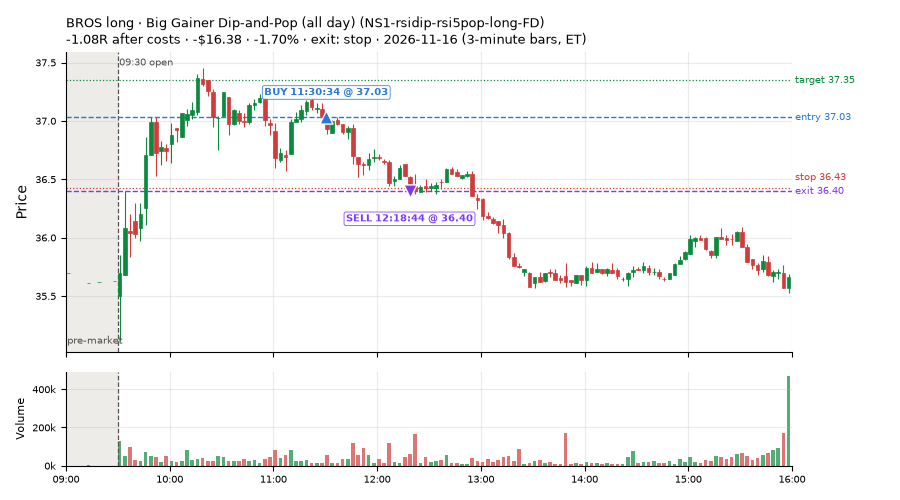 BROS long · Big Gainer Dip-and-Pop (all day) (NS1-rsidip-rsi5pop-long-FD)
-1.08R after costs · -$16.38 · -1.70% · exit: stop · 2026-11-16 (3-minute bars, ET)
09:30 open
BUY 11:30:34 @ 37.03
target 37.35
entry 37.03
stop 36.43
exit 36.40
SELL 12:18:44 @ 36.40
pre-market
Price
37.5
37.0
36.5
36.0
35.5
Volume
400k
200k
0k
09:00
10:00
11:00
12:00
13:00
14:00
15:00
16:00